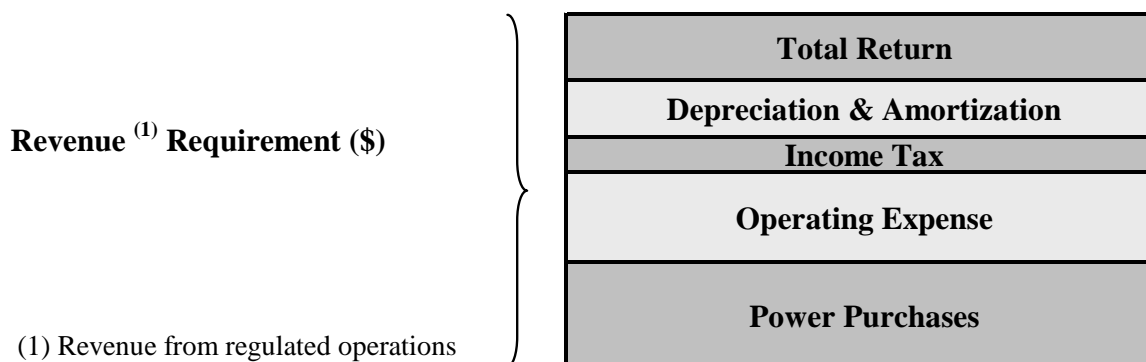 Total Return
Depreciation & Amortization
Revenue (1) Requirement ($)
Income Tax
Operating Expense
Power Purchases
(1) Revenue from regulated operations